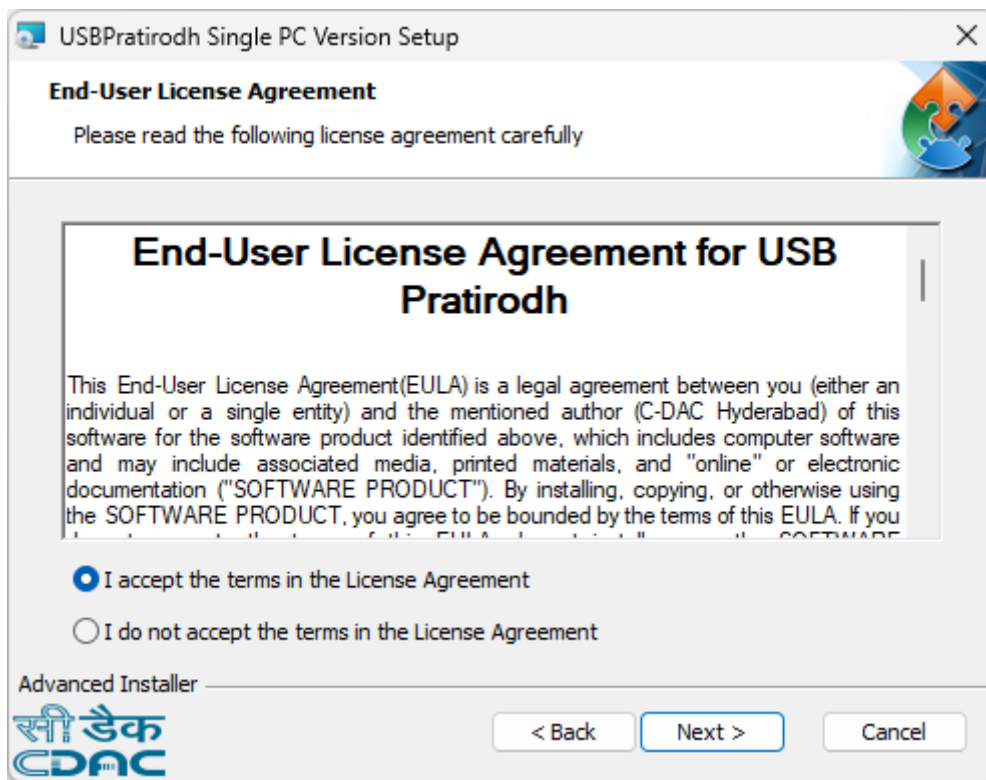 USBPratirodh Single PC Version Setup
End-User License Agreement
Please read the following license agreement carefully
End-User License Agreement for USB
Pratirodh
This End-User License Agreement(EULA) is a legal agreement between you (either an
individual or a single entity) and the mentioned author (C-DAC Hyderabad) of this
software for the software product identified above, which includes computer software
and may include associated media, printed materials, and "online" or electronic
documentation ("SOFTWARE PRODUCT"). By installing, copying, or otherwise using
the SOFTWARE PRODUCT, you agree to be bounded by the terms of this EULA. If you
I accept the terms in the License Agreement
I do not accept the terms in the License Agreement
Advanced Installer
सी डैक
CDAC
< Back
Next >
Cancel